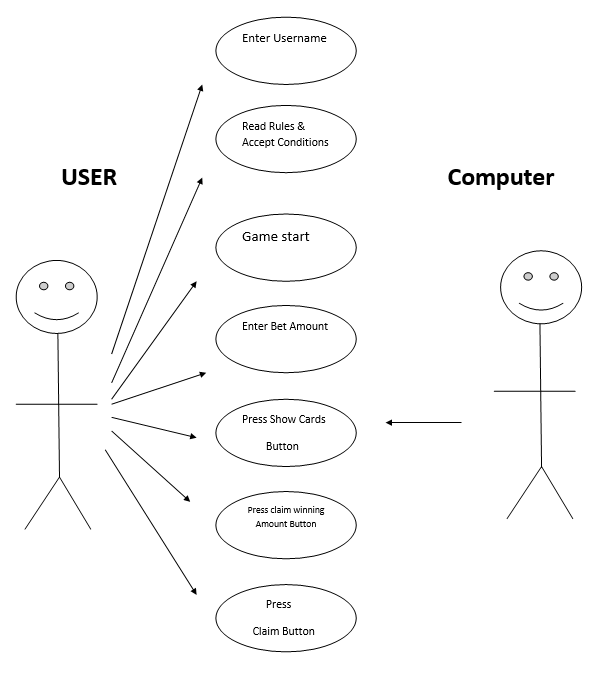 Enter Username
Read Rules &
Accept Conditions
USER
Computer
Game start
Enter Bet Amount
Press Show Cards
Button
Press claim winning
Amount Button
Press
Claim Button